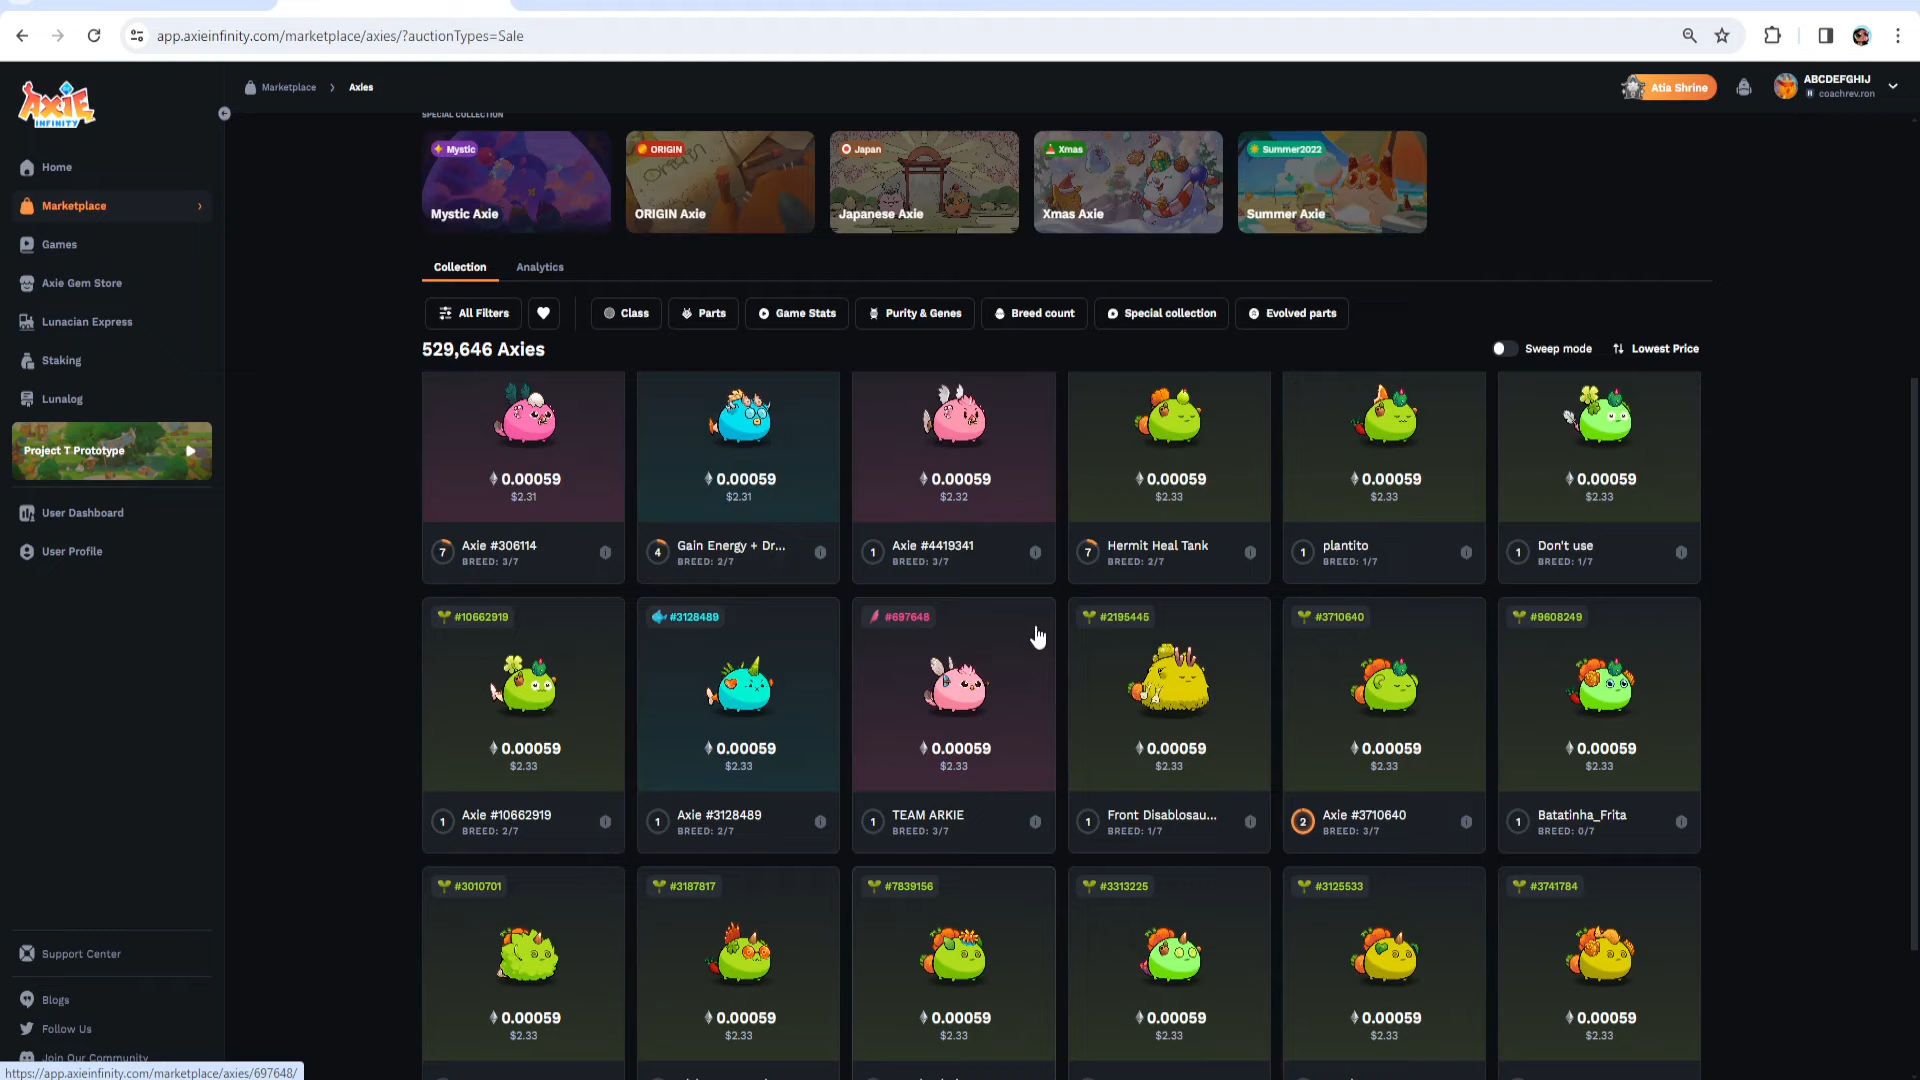 app.axieinfinity.com/marketplace/axies/?auctionTypes=Sale
AXIE
INFINITY
Marketplace > Axies
Atia Shrine
ABCDEFGHIJ
coachrev.ron
Home
Marketplace
Games
Axie Gem Store
Lunacian Express
Staking
Lunalog
Project T Prototype
User Dashboard
User Profile
Support Center
Blogs
Follow Us
Join Our Community
https://app.axieinfinity.com/marketplace/axies/697648/
SPECIAL COLLECTION
Mystic
Mystic Axie
ORIGIN
ORIGIN Axie
Japan
Japanese Axie
Xmas
Xmas Axie
Summer2022
Summer Axie
Collection Analytics
All Filters Class Parts Game Stats Purity & Genes Breed count Special collection Evolved parts
529,646 Axies
Sweep mode Lowest Price
0.00059 0.00059 0.00059 0.00059 0.00059 0.00059
$2.31 $2.31 $2.32 $2.33 $2.33 $2.33
7 Axie #306114 4 Gain Energy + Dr... 1 Axie #4419341 7 Hermit Heal Tank 1 plantito 1 Don't use
BREED: 3/7 BREED: 2/7 BREED: 3/7 BREED: 2/7 BREED: 1/7 BREED: 1/7
#10662919 #3128489 #697648 #2195445 #3710640 #9608249
0.00059 0.00059 0.00059 0.00059 0.00059 0.00059
$2.33 $2.33 $2.33 $2.33 $2.33 $2.33
1 Axie #10662919 1 Axie #3128489 1 TEAM ARKIE 1 Front Disablosau... 2 Axie #3710640 1 Batatinha_Frita
BREED: 2/7 BREED: 2/7 BREED: 3/7 BREED: 1/7 BREED: 3/7 BREED: 0/7
#3010701 #3187817 #7839156 #3313225 #3125533 #3741784
0.00059 0.00059 0.00059 0.00059 0.00059 0.00059
$2.33 $2.33 $2.33 $2.33 $2.33 $2.33